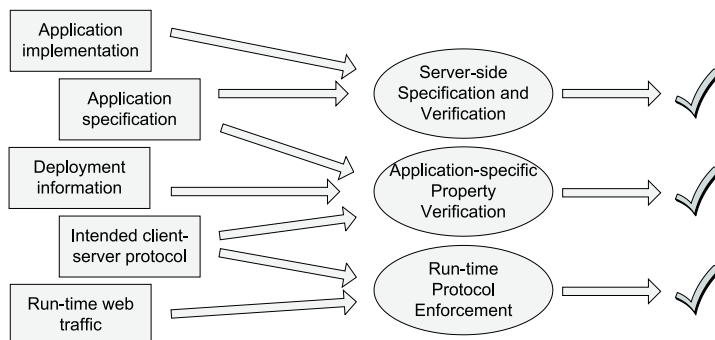 Application
implementation
Application
specification
Deployment
information
Intended client-
server protocol
Run-time web
traffic
Server-side
Specification and
Verification
Application-specific
Property
Verification
Run-time
Protocol
Enforcement